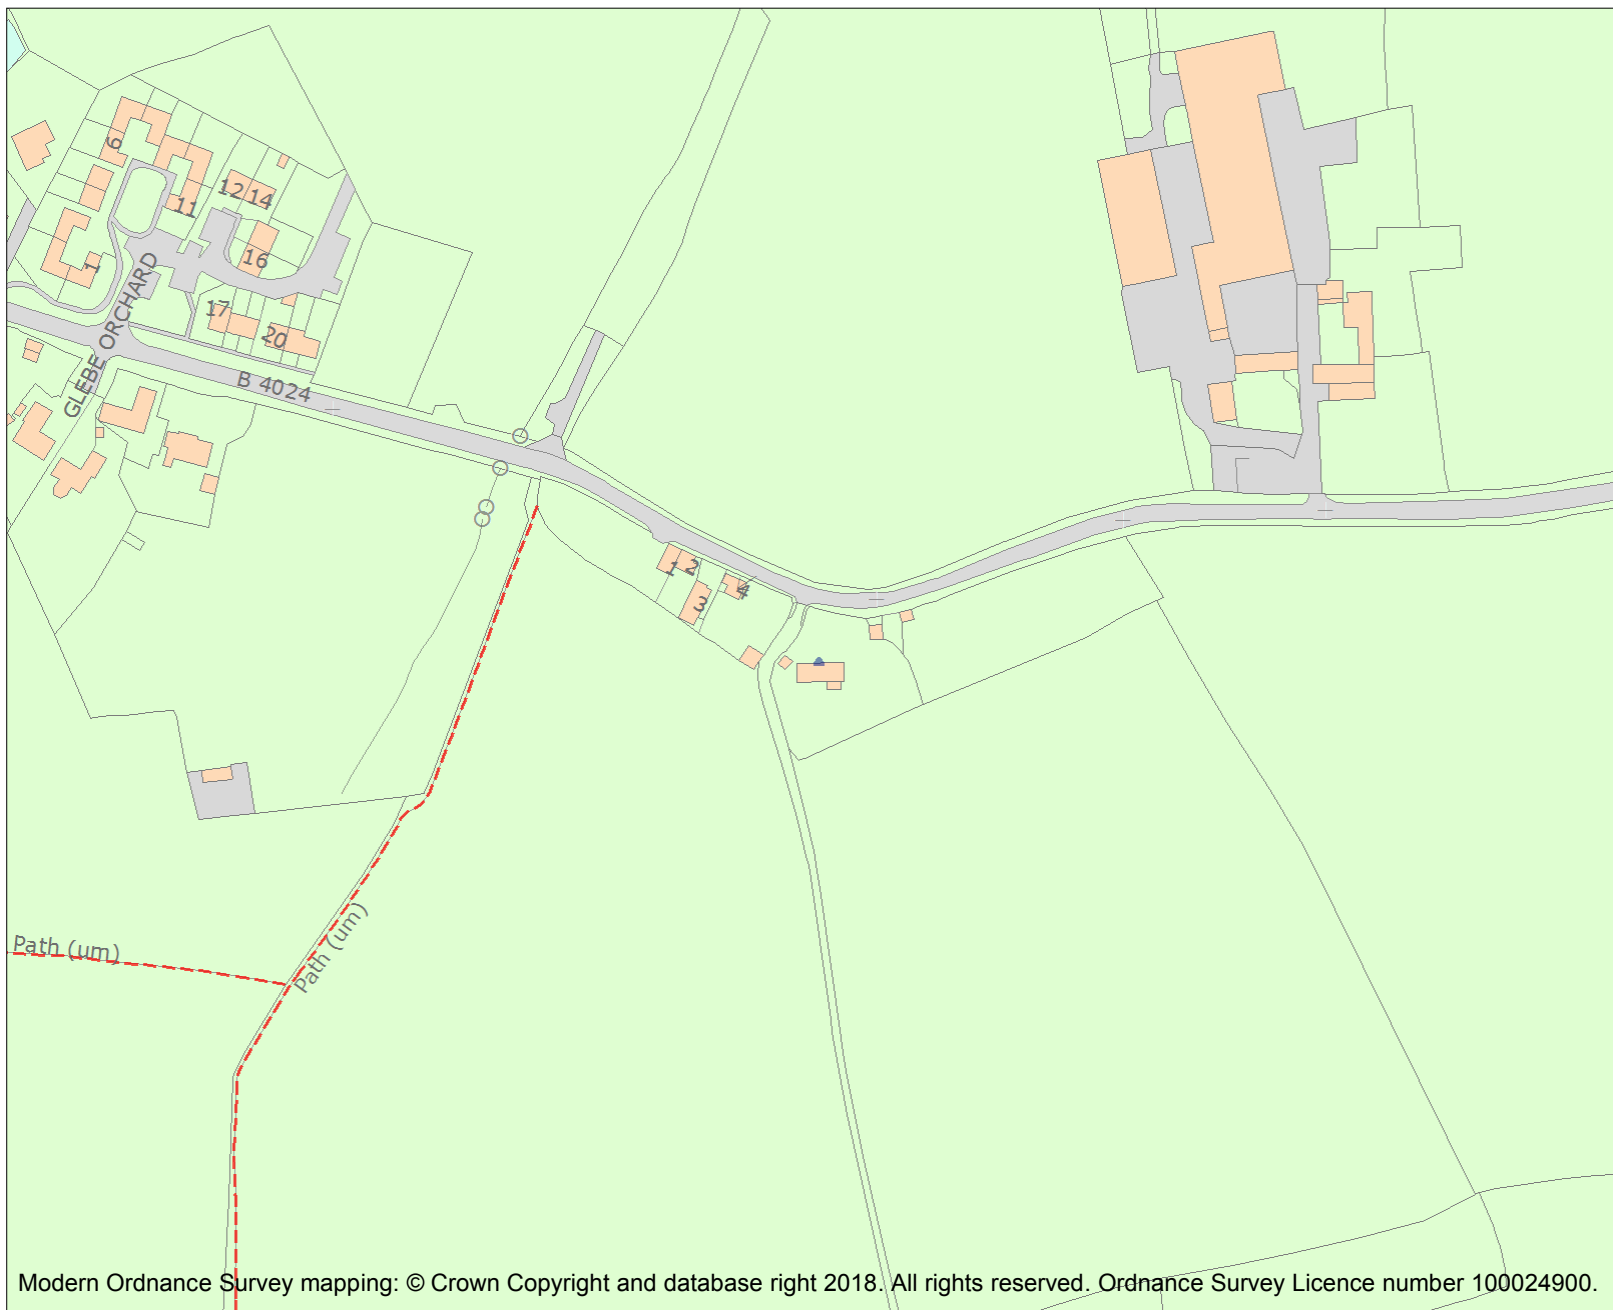 6
12
14
11
16
1
GLEBE ORCHARD
17
20
B 4024
1
2
3
4
Path (um)
Path (um)
Modern Ordnance Survey mapping: © Crown Copyright and database right 2018. All rights reserved. Ordnance Survey Licence number 100024900.